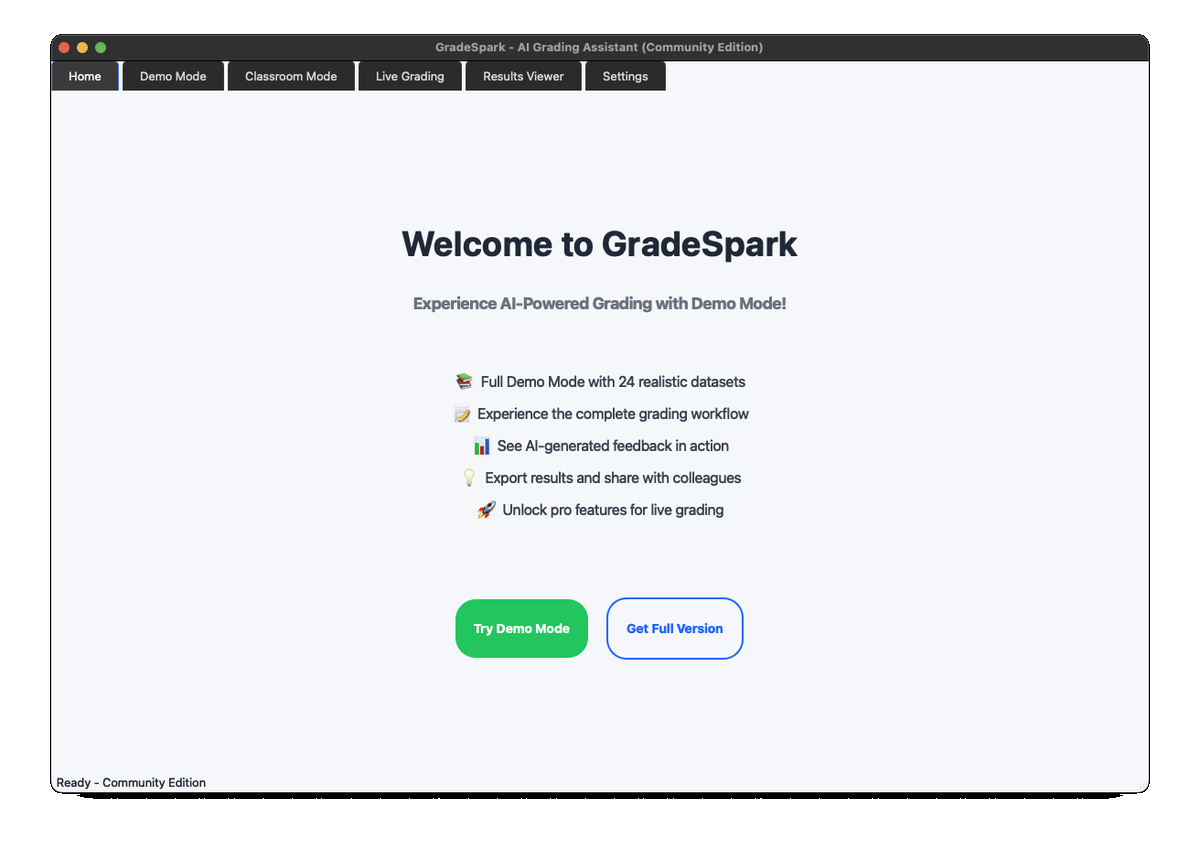 GradeSpark - AI Grading Assistant (Community Edition)
Home Demo Mode Classroom Mode Live Grading Results Viewer Settings
Welcome to GradeSpark
Experience AI-Powered Grading with Demo Mode!
📚 Full Demo Mode with 24 realistic datasets
📝 Experience the complete grading workflow
📊 See AI-generated feedback in action
💡 Export results and share with colleagues
🚀 Unlock pro features for live grading
Try Demo Mode Get Full Version
Ready - Community Edition